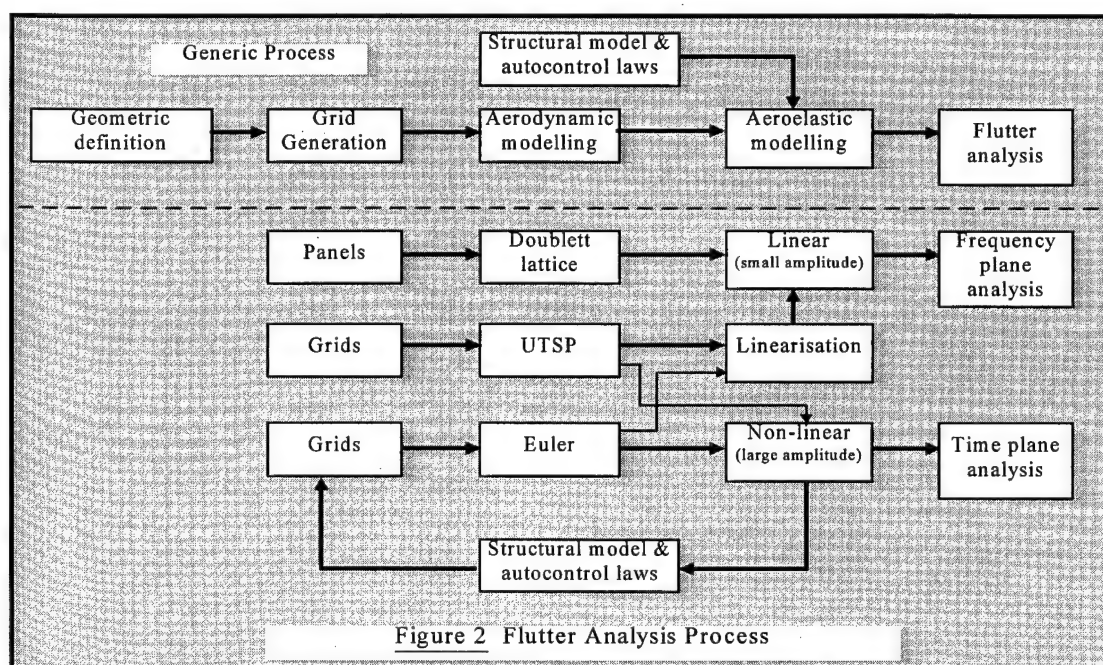 Generic Process
Structural model &
autocontrol laws
Geometric
definition
Grid
Generation
Aerodynamic
modelling
Aeroelastic
modelling
Flutter
analysis
Panels
Doublett
lattice
Linear
(small amplitude)
Frequency
plane
analysis
Grids
UTSP
Linearisation
Grids
Euler
Non-linear
(large amplitude)
Time plane
analysis
Structural model &
autocontrol laws
Figure 2 Flutter Analysis Process